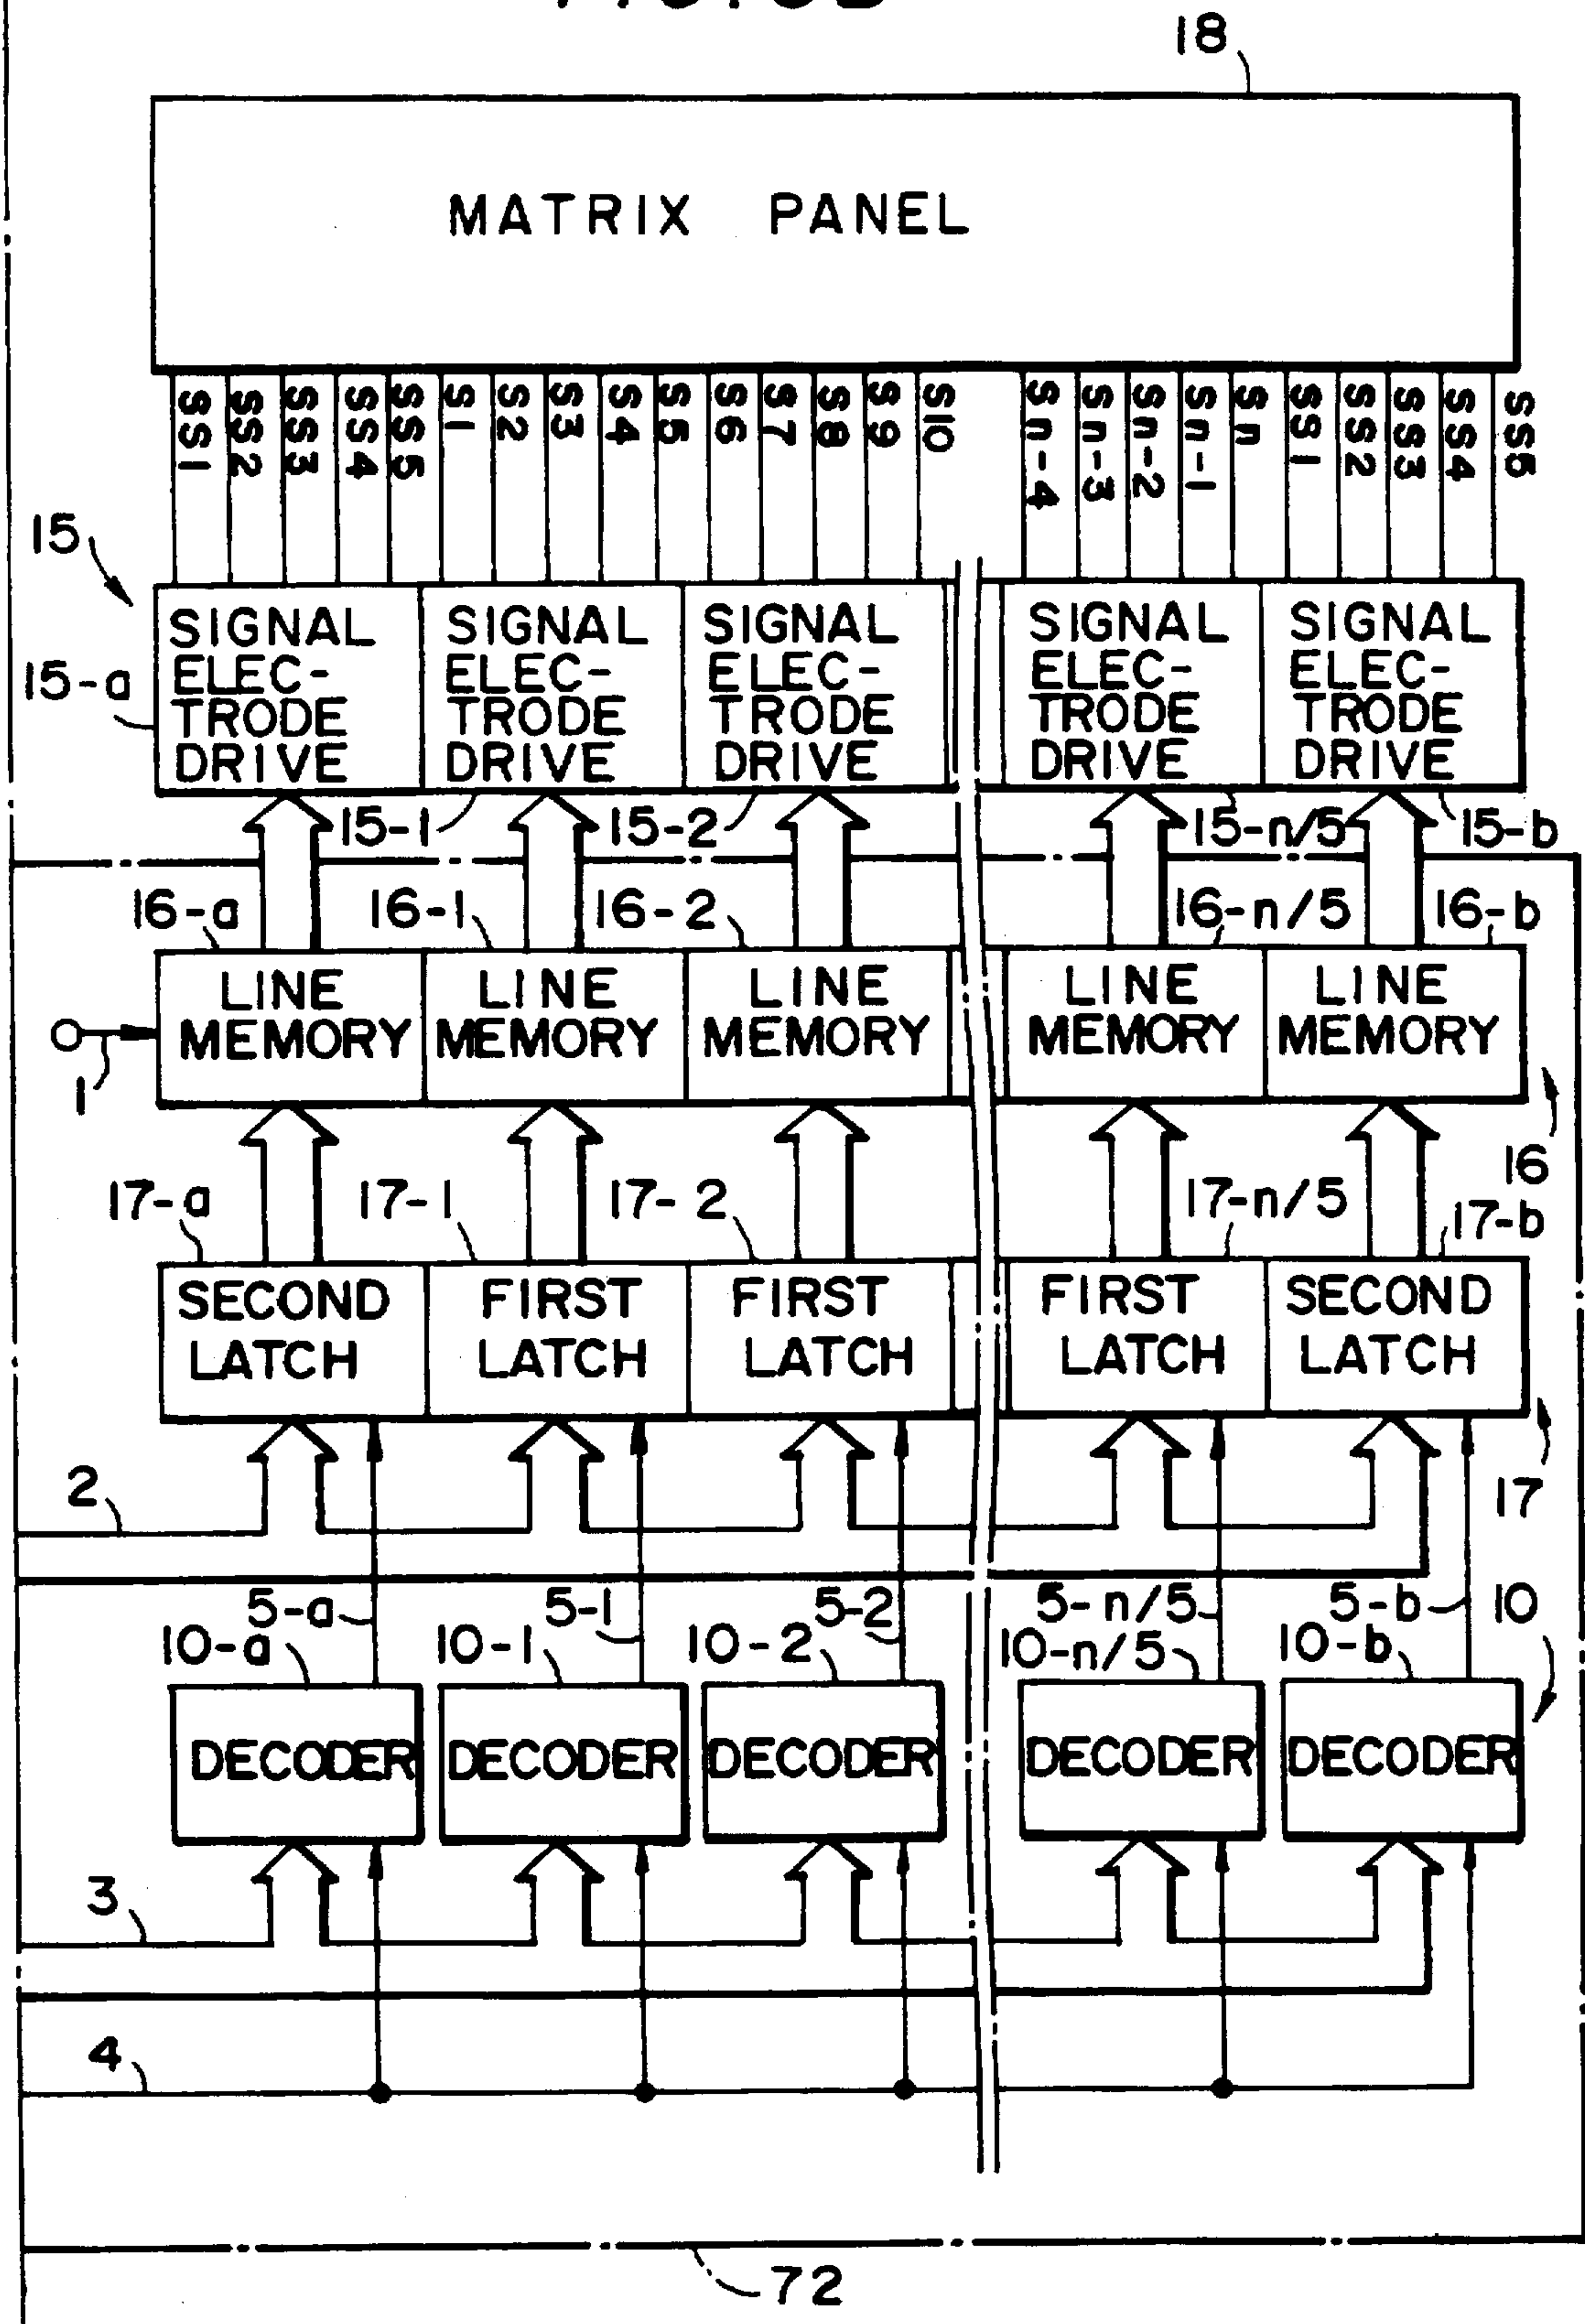 18
MATRIX PANEL
SS1 SS2 SS3 SS4 SS5 S1 S2 S3 S4 S5 S6 S7 S8 S9 S10 Sn-4 Sn-3 Sn-2 Sn-1 Sn SS1 SS2 SS3 SS4 SS5
15
15-a
SIGNAL ELEC- TRODE DRIVE
SIGNAL ELEC- TRODE DRIVE
SIGNAL ELEC- TRODE DRIVE
SIGNAL ELEC- TRODE DRIVE
SIGNAL ELEC- TRODE DRIVE
15-1 15-2 15-n/5 15-b
16-a 16-1 16-2 16-n/5 16-b
LINE LINE LINE LINE LINE
MEMORY MEMORY MEMORY MEMORY MEMORY
1
16
17-a 17-1 17-2 17-n/5 17-b
SECOND FIRST FIRST FIRST SECOND
LATCH LATCH LATCH LATCH LATCH
2
17
5-a 5-1 5-2 5-n/5 5-b 10
10-a 10-1 10-2 10-n/5 10-b
DECODER DECODER DECODER DECODER DECODER
3
4
72